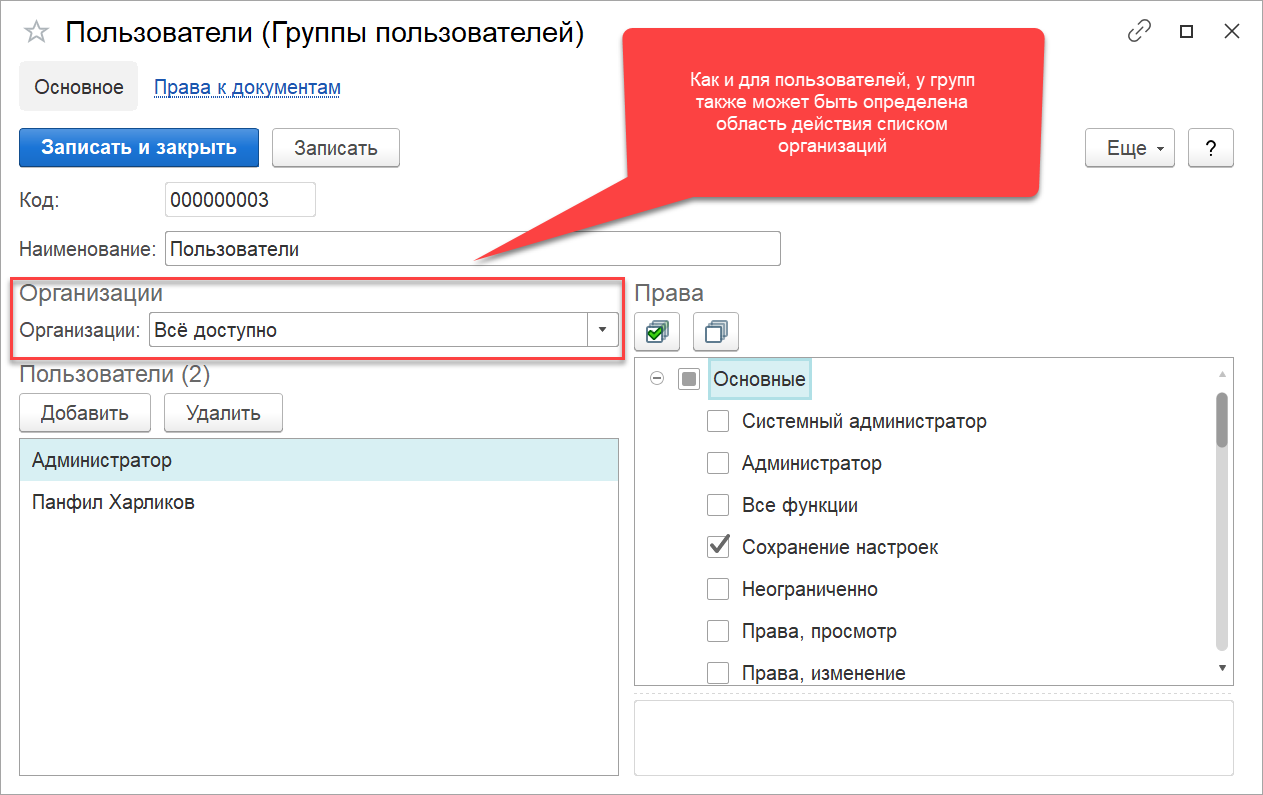 Пользователи (Группы пользователей)
Как и для пользователей, у групп
также может быть определена
область действия списком
организаций
Основное Права к документам
Записать и закрыть Записать Еще ?
Код: 000000003
Наименование: Пользователи
Организации
Организации: Всё доступно
Пользователи (2)
Добавить Удалить
Администратор
Панфил Харликов
Права
Основные
Системный администратор
Администратор
Все функции
Сохранение настроек
Неограниченно
Права, просмотр
Права, изменение